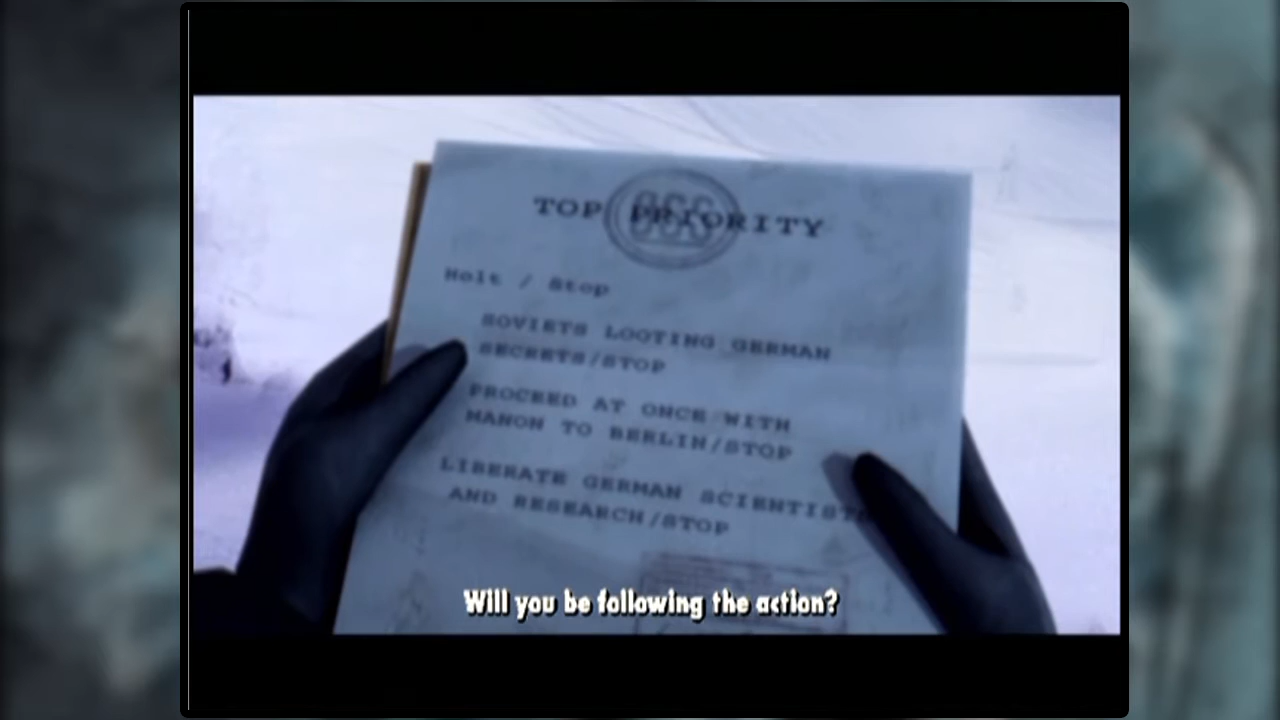 TOP PRIORITY
OSS
Holt / Stop
SOVIETS LOOTING GERMAN
SECRETS/STOP
PROCEED AT ONCE WITH
MANON TO BERLIN/STOP
LIBERATE GERMAN SCIENTISTS
AND RESEARCH/STOP
Will you be following the action?